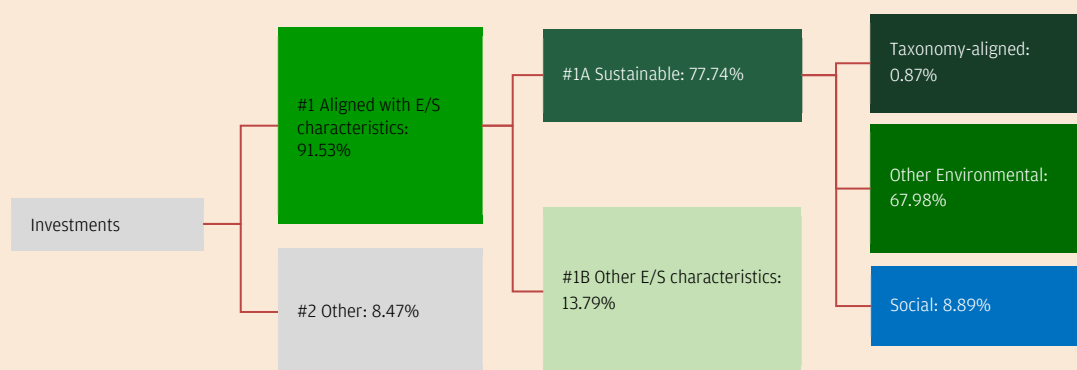 Investments
#1 Aligned with E/S
characteristics:
91.53%
#2 Other: 8.47%
#1A Sustainable: 77.74%
#1B Other E/S characteristics:
13.79%
Taxonomy-aligned:
0.87%
Other Environmental:
67.98%
Social: 8.89%